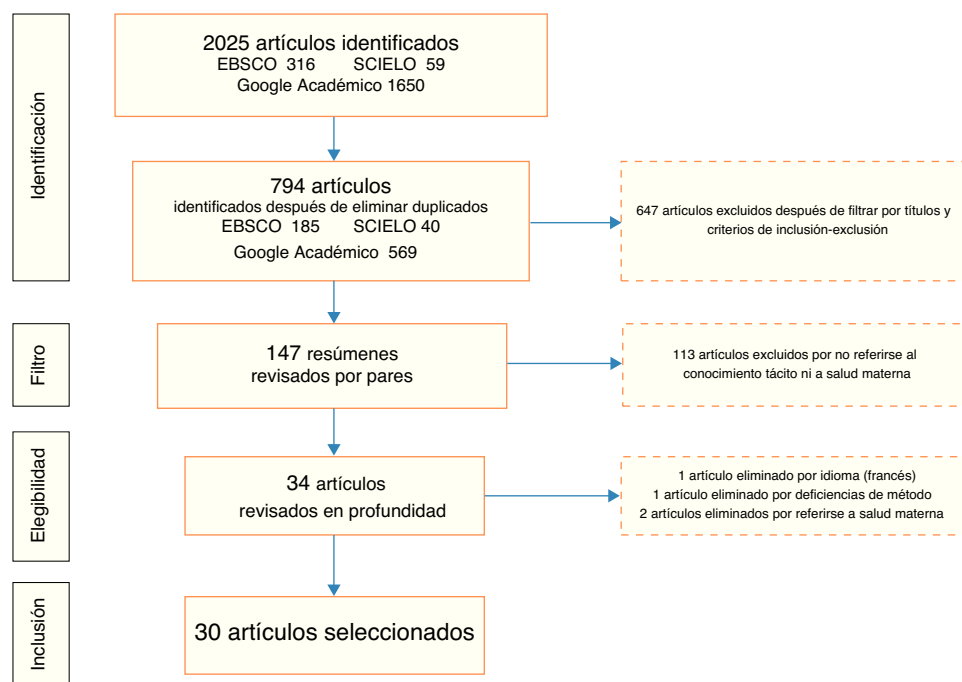 Identificación
2025 artículos identificados
EBSCO 316 SCIELO 59
Google Académico 1650
794 artículos
identificados después de eliminar duplicados
EBSCO 185 SCIELO 40
Google Académico 569
647 artículos excluidos después de filtrar por títulos y
criterios de inclusión-exclusión
Filtro
147 resúmenes
revisados por pares
113 artículos excluidos por no referirse al
conocimiento tácito ni a salud materna
Elegibilidad
34 artículos
revisados en profundidad
1 artículo eliminado por idioma (francés)
1 artículo eliminado por deficiencias de método
2 artículos eliminados por referirse a salud materna
Inclusión
30 artículos seleccionados